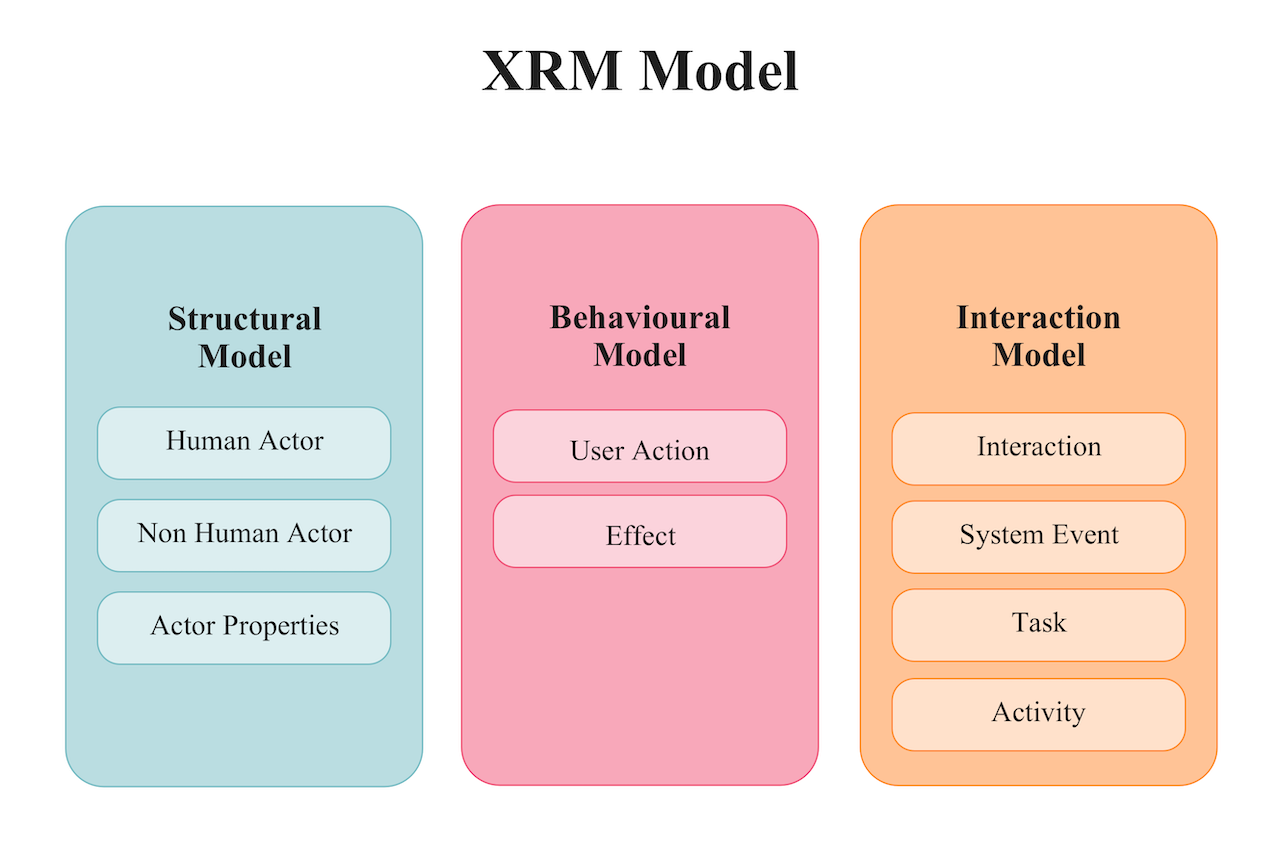 XRM Model
Structural
Model
Human Actor
Non Human Actor
Actor Properties
Behavioural
Model
User Action
Effect
Interaction
Model
Interaction
System Event
Task
Activity